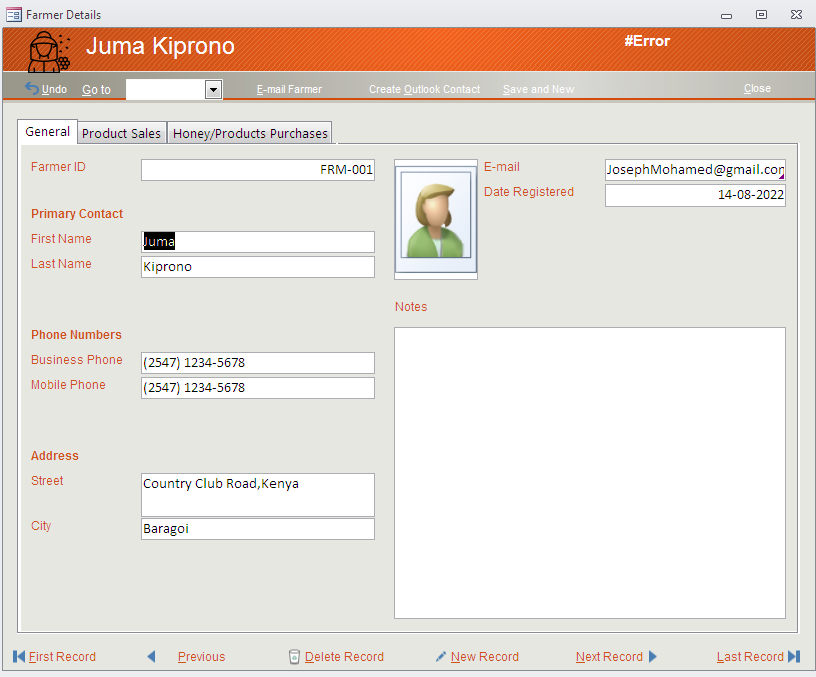 Farmer Details
Juma Kiprono
#Error
Undo Go to E-mail Farmer Create Outlook Contact Save and New Close
General Product Sales Honey/Products Purchases
Farmer ID FRM-001
E-mail JosephMohamed@gmail.con
Date Registered 14-08-2022
Primary Contact
First Name Juma
Last Name Kiprono
Notes
Phone Numbers
Business Phone (2547) 1234-5678
Mobile Phone (2547) 1234-5678
Address
Street Country Club Road,Kenya
City Baragoi
First Record Previous Delete Record New Record Next Record Last Record